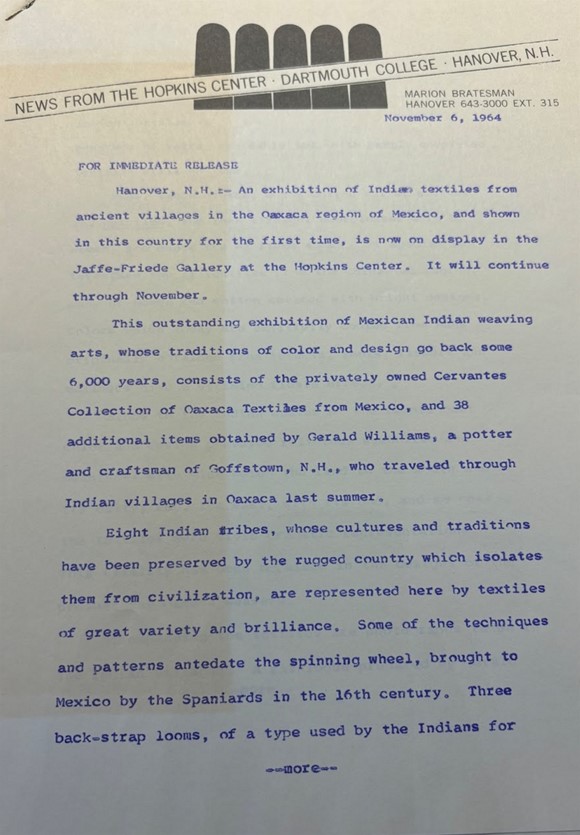 NEWS FROM THE HOPKINS CENTER · DARTMOUTH COLLEGE · HANOVER, N.H.
MARION BRATESMAN
HANOVER 643-3000 EXT. 315
November 6, 1964
FOR IMMEDIATE RELEASE
Hanover, N.H.:- An exhibition of Indian textiles from
ancient villages in the Oaxaca region of Mexico, and shown
in this country for the first time, is now on display in the
Jaffe-Friede Gallery at the Hopkins Center. It will continue
through November.
This outstanding exhibition of Mexican Indian weaving
arts, whose traditions of color and design go back some
6,000 years, consists of the privately owned Cervantes
Collection of Oaxaca Textiles from Mexico, and 38
additional items obtained by Gerald Williams, a potter
and craftsman of Goffstown, N.H., who traveled through
Indian villages in Oaxaca last summer.
Eight Indian tribes, whose cultures and traditions
have been preserved by the rugged country which isolates
them from civilization, are represented here by textiles
of great variety and brilliance. Some of the techniques
and patterns antedate the spinning wheel, brought to
Mexico by the Spaniards in the 16th century. Three
back-strap looms, of a type used by the Indians for
--more--